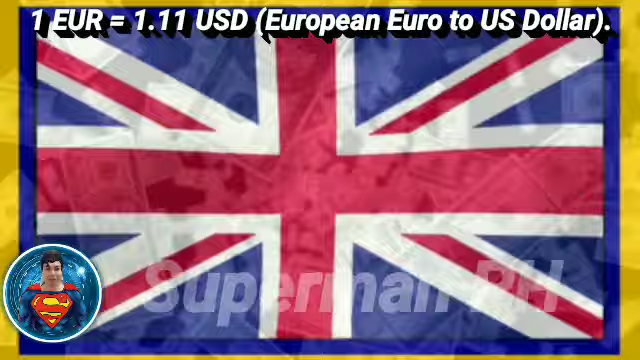 1 EUR = 1.11 USD (European Euro to US Dollar).
Superman PH